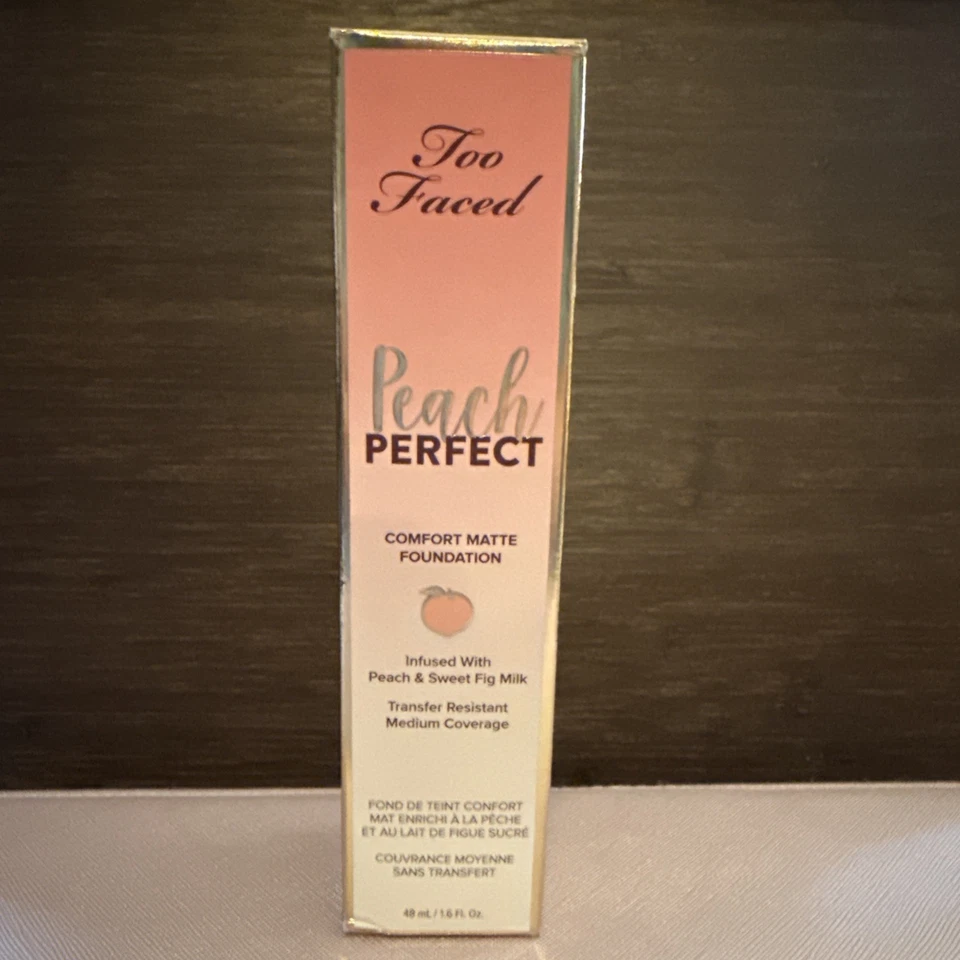 Too
Faced
Peach
PERFECT
COMFORT MATTE
FOUNDATION
Infused With
Peach & Sweet Fig Milk
Transfer Resistant
Medium Coverage
FOND DE TEINT CONFORT
MAT ENRICHI À LA PÊCHE
ET AU LAIT DE FIGUE SUCRÉ
COUVRANCE MOYENNE
SANS TRANSFERT
48 mL / 1.6 Fl. Oz.